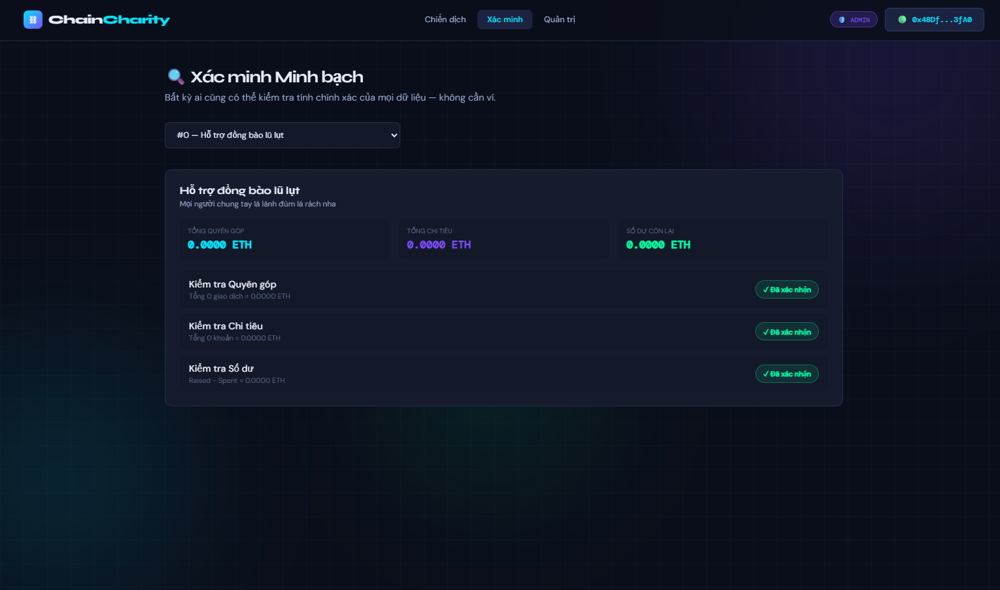 ChainCharity
Chiến dịch
Xác minh
Quản trị
ADMIN
0x48Df...3fA0
Xác minh Minh bạch
Bất kỳ ai cũng có thể kiểm tra tính chính xác của mọi dữ liệu — không cần ví.
#0 — Hỗ trợ đồng bào lũ lụt
Hỗ trợ đồng bào lũ lụt
Mọi người chung tay lá lành đùm lá rách nha
TỔNG QUYÊN GÓP
0.0000 ETH
TỔNG CHI TIÊU
0.0000 ETH
SỐ DƯ CÒN LẠI
0.0000 ETH
Kiểm tra Quyên góp
Tổng 0 giao dịch = 0.0000 ETH
✓ Đã xác nhận
Kiểm tra Chi tiêu
Tổng 0 khoản = 0.0000 ETH
✓ Đã xác nhận
Kiểm tra Số dư
Raised - Spent = 0.0000 ETH
✓ Đã xác nhận